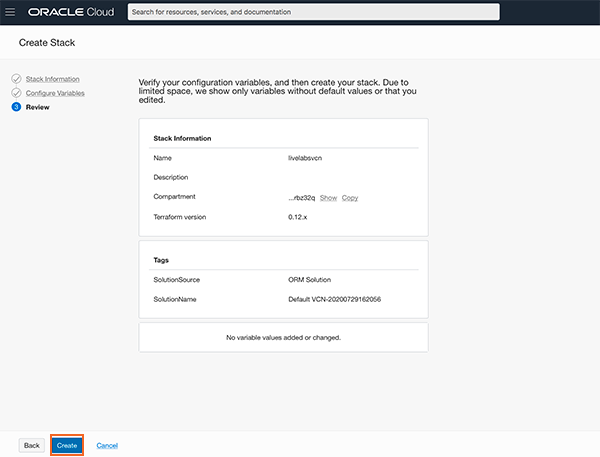 ORACLE Cloud
Search for resources, services, and documentation
Create Stack
Stack Information
Configure Variables
3 Review
Verify your configuration variables, and then create your stack. Due to
limited space, we show only variables without default values or that you
edited.
Stack Information
Name livelabsvcn
Description
Compartment ...rbz32q Show Copy
Terraform version 0.12.x
Tags
SolutionSource ORM Solution
SolutionName Default VCN-20200729162056
No variable values added or changed.
Back Create Cancel